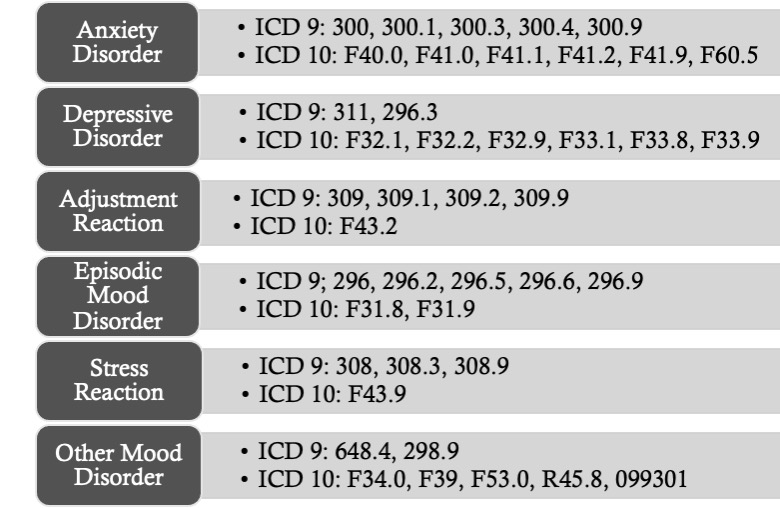 Anxiety
Disorder
• ICD 9: 300, 300.1, 300.3, 300.4, 300.9
• ICD 10: F40.0, F41.0, F41.1, F41.2, F41.9, F60.5
Depressive
Disorder
• ICD 9: 311, 296.3
• ICD 10: F32.1, F32.2, F32.9, F33.1, F33.8, F33.9
Adjustment
Reaction
• ICD 9: 309, 309.1, 309.2, 309.9
• ICD 10: F43.2
Episodic
Mood
Disorder
• ICD 9; 296, 296.2, 296.5, 296.6, 296.9
• ICD 10: F31.8, F31.9
Stress
Reaction
• ICD 9: 308, 308.3, 308.9
• ICD 10: F43.9
Other Mood
Disorder
• ICD 9: 648.4, 298.9
• ICD 10: F34.0, F39, F53.0, R45.8, 099301